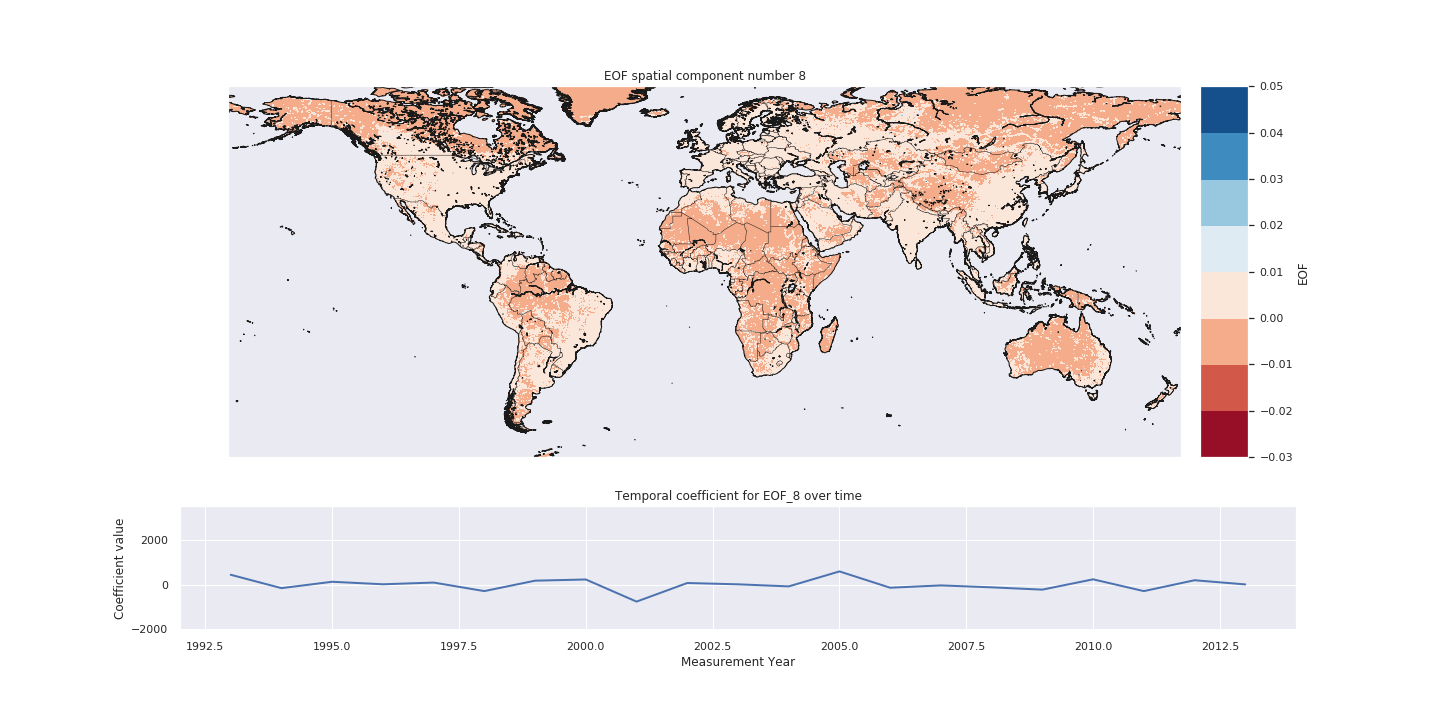 EOF spatial component number 8
0.05
0.04
0.03
0.02
0.01
0.00
−0.01
−0.02
−0.03
EOF
Temporal coefficient for EOF_8 over time
Coefficient value
2000
0
−2000
1992.5 1995.0 1997.5 2000.0 2002.5 2005.0 2007.5 2010.0 2012.5
Measurement Year